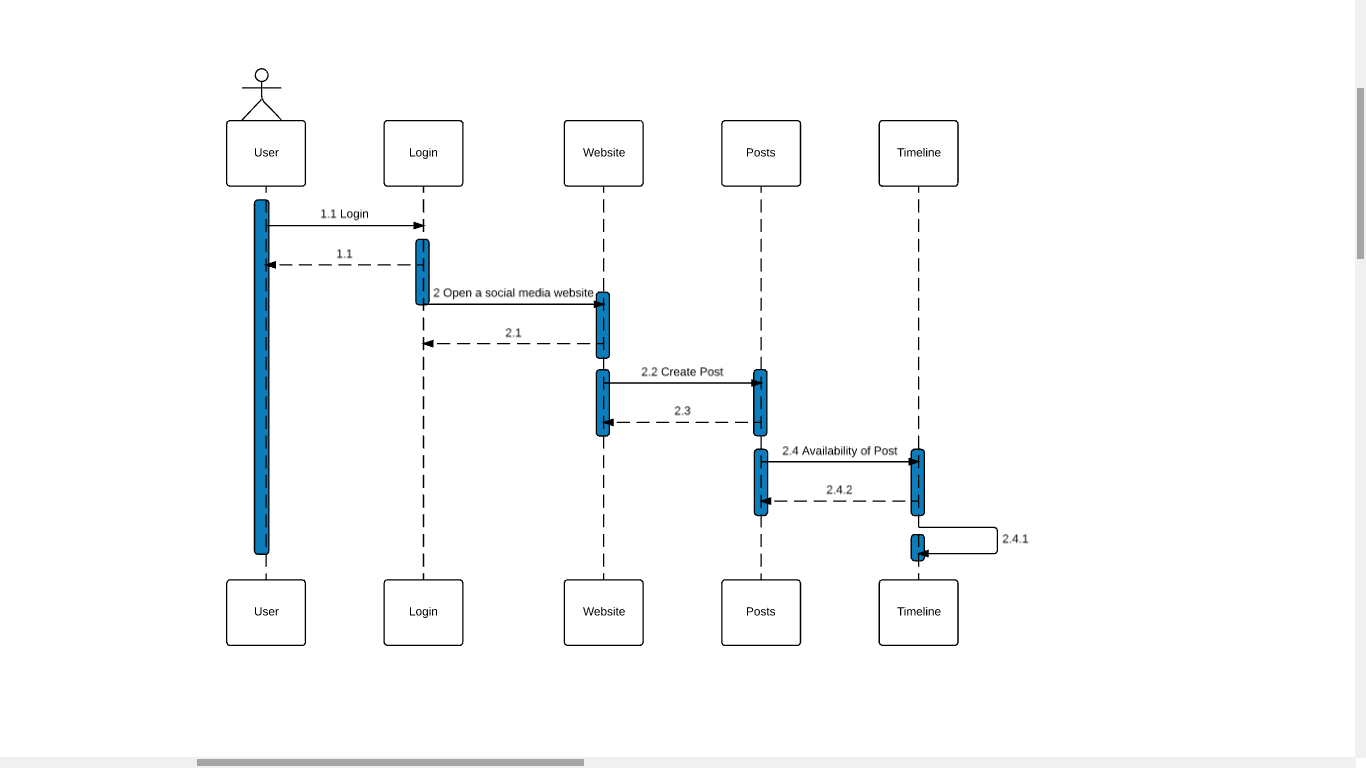 User
Login
Website
Posts
Timeline
1.1 Login
1.1
2 Open a social media website
2.1
2.2 Create Post
2.3
2.4 Availability of Post
2.4.2
2.4.1
User
Login
Website
Posts
Timeline